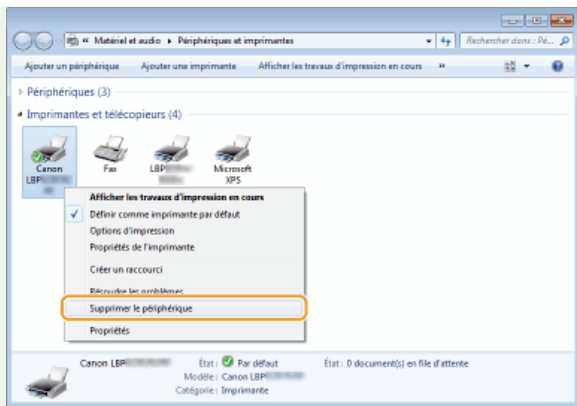 « Matériel et audio ▸ Périphériques et imprimantes
Rechercher dans : Pé...
Ajouter un périphérique Ajouter une imprimante Afficher les travaux d'impression en cours »
Périphériques (3)
Imprimantes et télécopieurs (4)
Canon Fax LBP Microsoft
LBP XPS
Afficher les travaux d'impression en cours
Définir comme imprimante par défaut
Options d'impression
Propriétés de l'imprimante
Créer un raccourci
Résoudre les problèmes
Supprimer le périphérique
Propriétés
Canon LBP État : Par défaut État : 0 document(s) en file d'attente
Modèle : Canon LBP
Catégorie : Imprimante